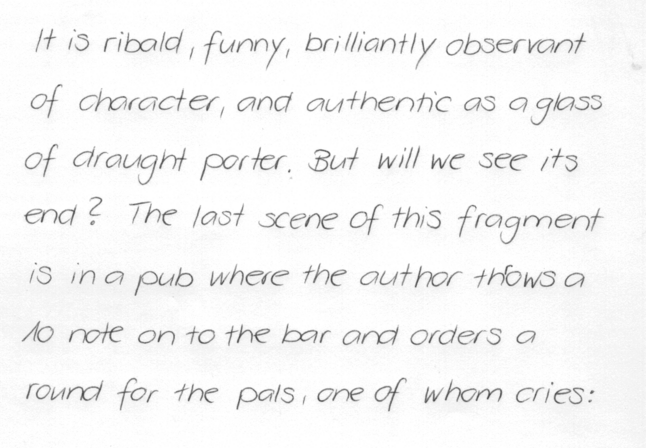 It is ribald, funny, brilliantly observant
of character, and authentic as a glass
of draught porter. But will we see its
end? The last scene of this fragment
is in a pub where the author throws a
10 note on to the bar and orders a
round for the pals, one of whom cries: